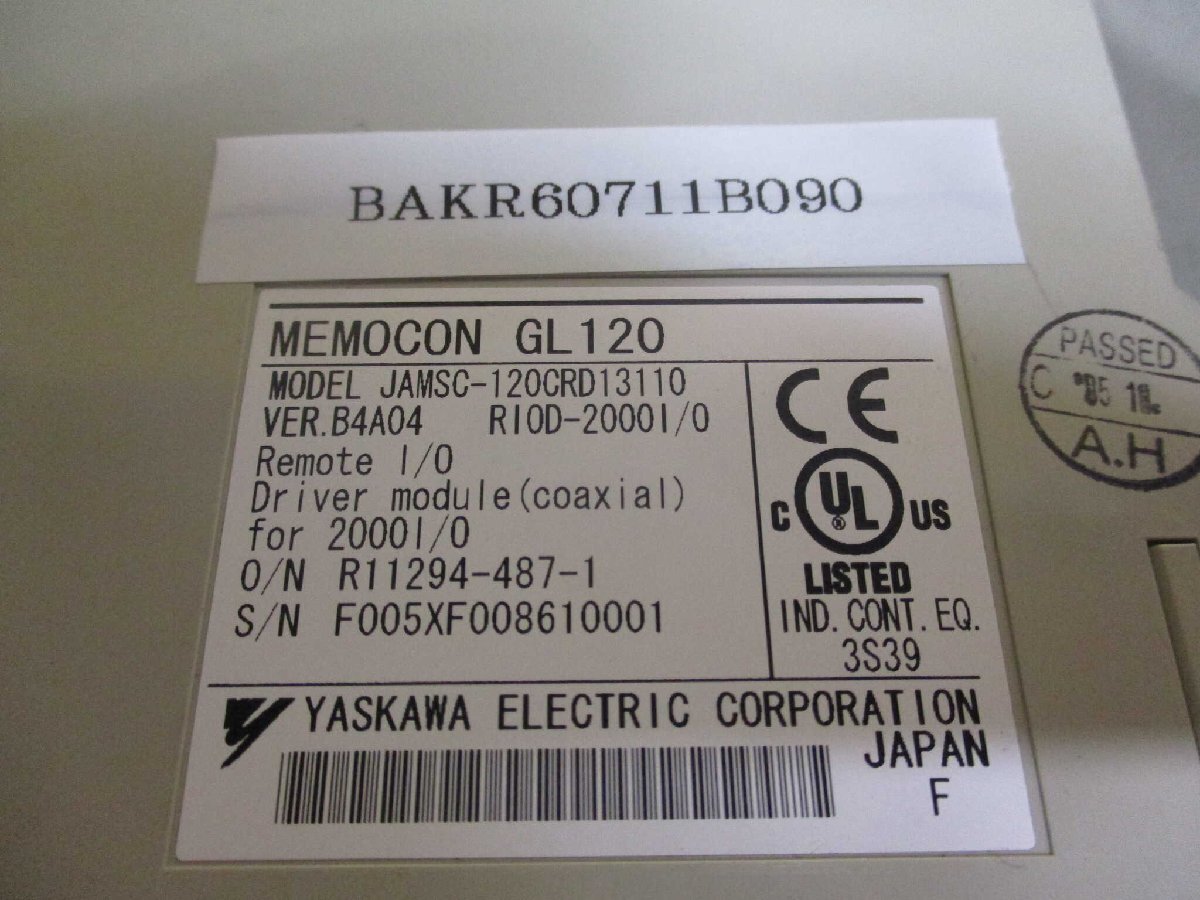 BAKR60711B090
MEMOCON GL120
MODEL JAMSC-120CRD13110
VER.B4A04 RIOD-2000I/O
Remote I/O
Driver module(coaxial)
for 2000I/O
O/N R11294-487-1
S/N F005XF008610001
CE
C UL US
®
LISTED
IND. CONT. EQ.
3S39
YASKAWA ELECTRIC CORPORATION
JAPAN
F
PASSED
C
A.H